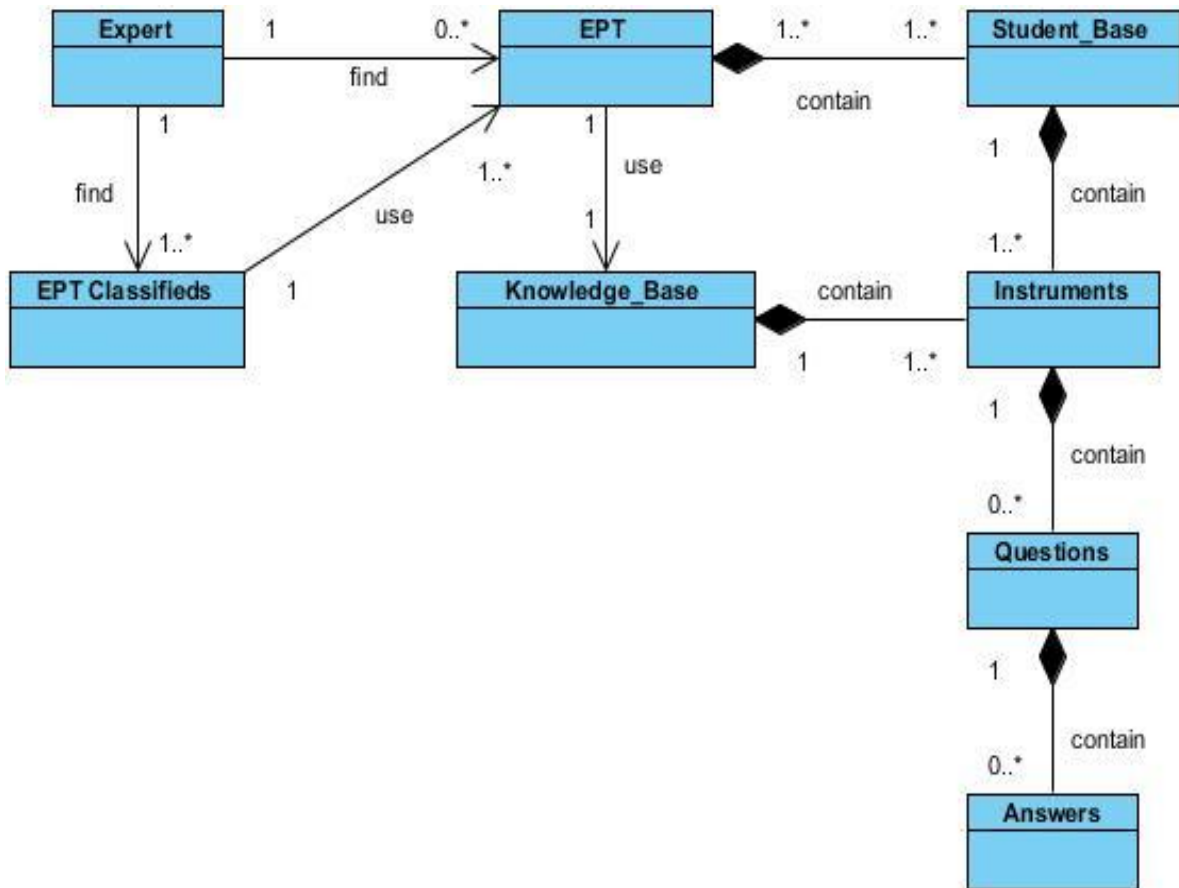 Expert
1
0..*
EPT
1..*
1..*
Student_Base
find
contain
1
1
1
find
1..*
use
contain
use
1..*
1
1..*
EPT Classifieds
1
Knowledge_Base
contain
Instruments
1
1..*
1
contain
0..*
Questions
1
contain
0..*
Answers